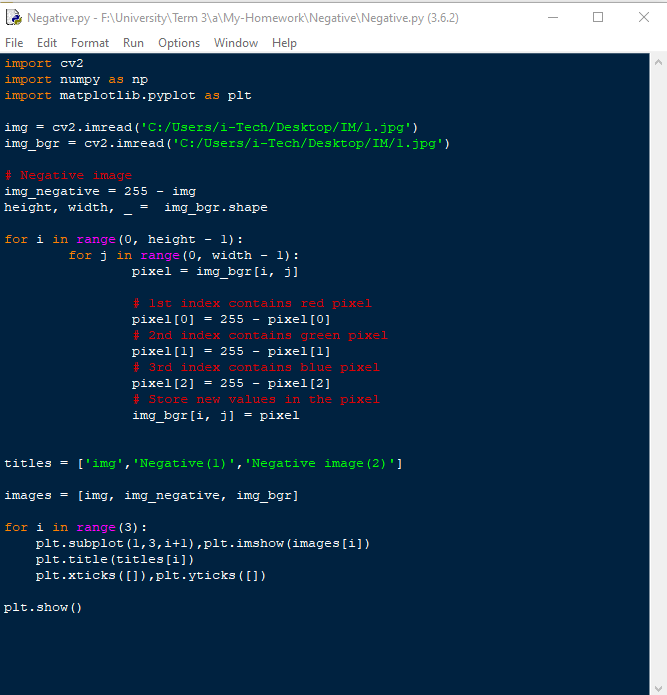 Negative.py - F:\University\Term 3\a\My-Homework\Negative\Negative.py (3.6.2)
File Edit Format Run Options Window Help
import cv2
import numpy as np
import matplotlib.pyplot as plt
img = cv2.imread('C:/Users/i-Tech/Desktop/IM/1.jpg')
img_bgr = cv2.imread('C:/Users/i-Tech/Desktop/IM/1.jpg')
# Negative image
img_negative = 255 - img
height, width, _ =  img_bgr.shape
for i in range(0, height - 1):
        for j in range(0, width - 1):
                pixel = img_bgr[i, j]
                # 1st index contains red pixel
                pixel[0] = 255 - pixel[0]
                # 2nd index contains green pixel
                pixel[1] = 255 - pixel[1]
                # 3rd index contains blue pixel
                pixel[2] = 255 - pixel[2]
                # Store new values in the pixel
                img_bgr[i, j] = pixel
titles = ['img','Negative(1)','Negative image(2)']
images = [img, img_negative, img_bgr]
for i in range(3):
    plt.subplot(1,3,i+1),plt.imshow(images[i])
    plt.title(titles[i])
    plt.xticks([]),plt.yticks([])
plt.show()